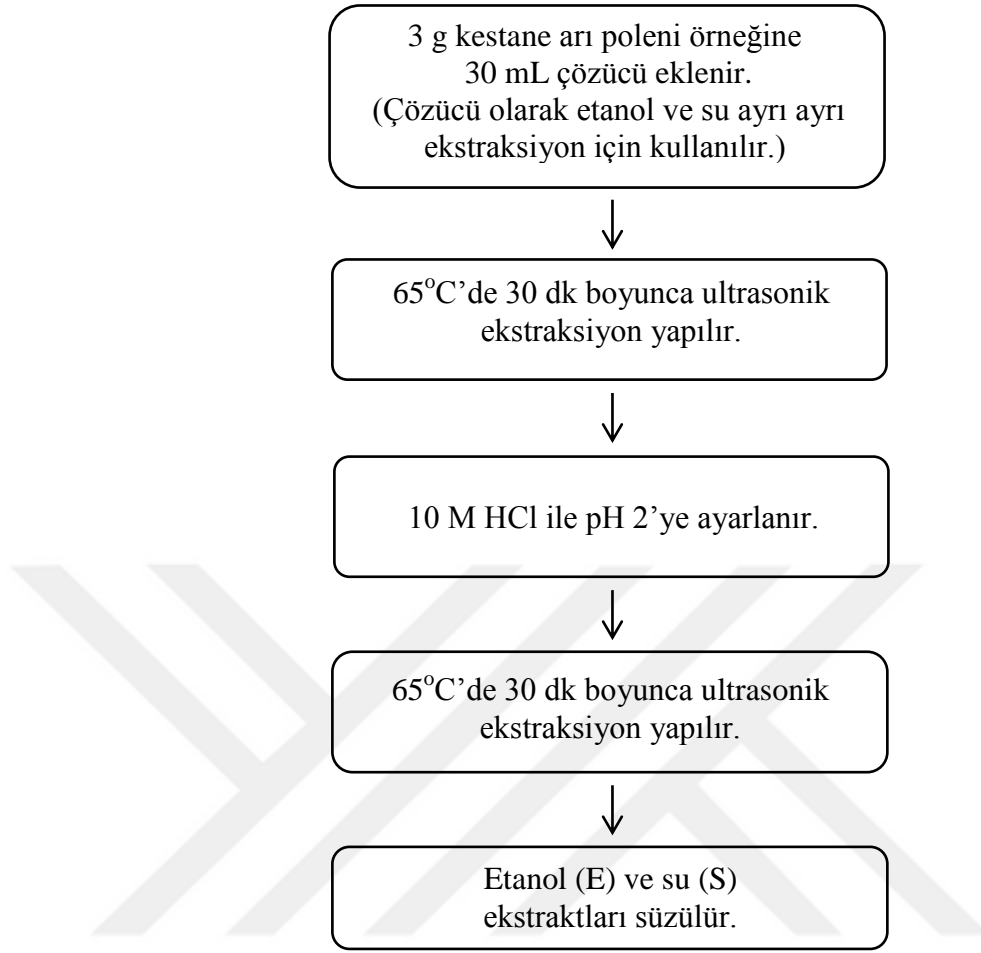 3 g kestane arı poleni örneğine
30 mL çözücü eklenir.
(Çözücü olarak etanol ve su ayrı ayrı
ekstraksiyon için kullanılır.)
65°C’de 30 dk boyunca ultrasonik
ekstraksiyon yapılır.
10 M HCl ile pH 2’ye ayarlanır.
65°C’de 30 dk boyunca ultrasonik
ekstraksiyon yapılır.
Etanol (E) ve su (S)
ekstraktları süzülür.